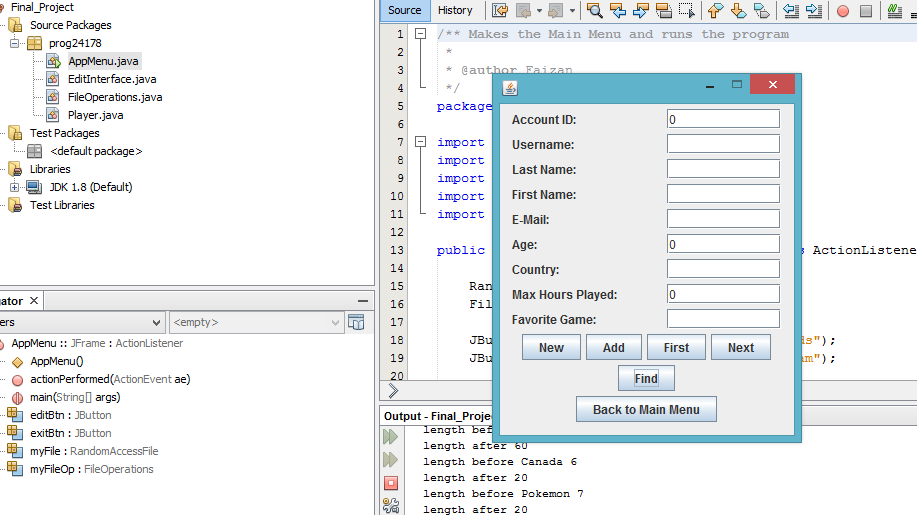 Final_Project
Source Packages
prog24178
AppMenu.java
EditInterface.java
FileOperations.java
Player.java
Test Packages
<default package>
Libraries
JDK 1.8 (Default)
Test Libraries
gator
ers
<empty>
AppMenu :: JFrame : ActionListener
AppMenu()
actionPerformed(ActionEvent ae)
main(String[] args)
editBtn : JButton
exitBtn : JButton
myFile : RandomAccessFile
myFileOp : FileOperations
Source History
1 /** Makes the Main Menu and runs the program
2 *
3 * @author Faizan
4 */
5 package
6
7 import
8 import
9 import
10 import
11 import
12
13 public s ActionListene
14
15 Ran
16 Fil
17
18 JBu ds");
19 JBu am");
20
Account ID: 0
Username:
Last Name:
First Name:
E-Mail:
Age: 0
Country:
Max Hours Played: 0
Favorite Game:
New Add First Next
Find
Back to Main Menu
Output - Final_Projec
length bef
length after 60
length before Canada 6
length after 20
length before Pokemon 7
length after 20